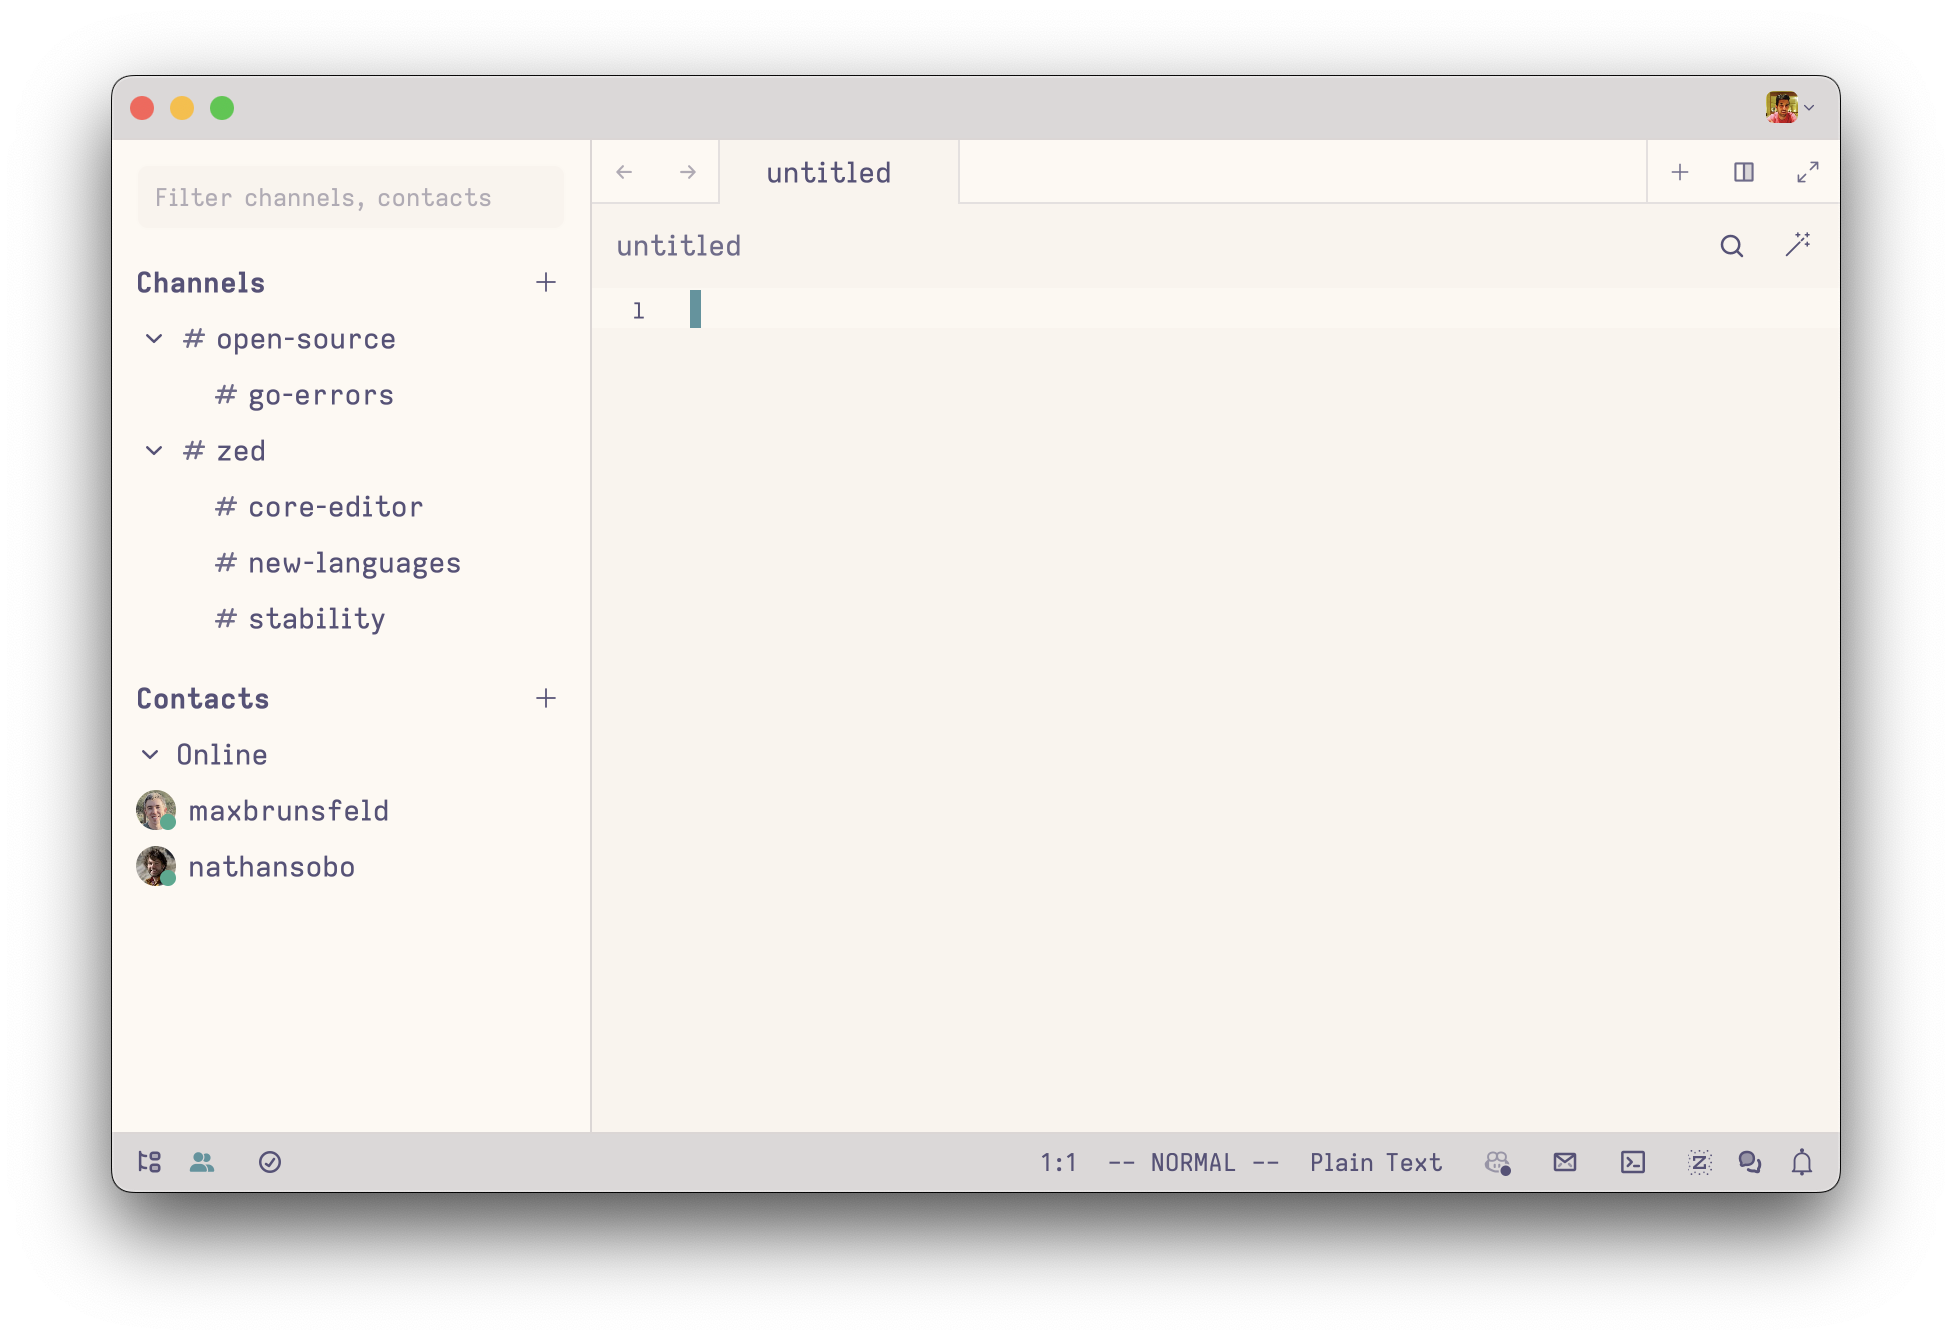 untitled
Filter channels, contacts
untitled
Channels
# open-source
# go-errors
# zed
# core-editor
# new-languages
# stability
Contacts
Online
maxbrunsfeld
nathansobo
1
1:1 -- NORMAL -- Plain Text